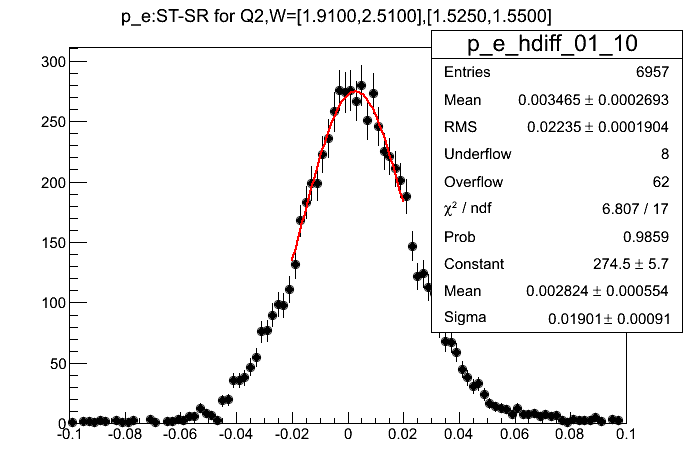 p_e:ST-SR for Q2,W=[1.9100,2.5100],[1.5250,1.5500]
p_e_hdiff_01_10
Entries 6957
Mean 0.003465 ± 0.0002693
RMS 0.02235 ± 0.0001904
Underflow 8
Overflow 62
χ² / ndf 6.807 / 17
Prob 0.9859
Constant 274.5 ± 5.7
Mean 0.002824 ± 0.000554
Sigma 0.01901 ± 0.00091
300
250
200
150
100
50
0
-0.1 -0.08 -0.06 -0.04 -0.02 0 0.02 0.04 0.06 0.08 0.1